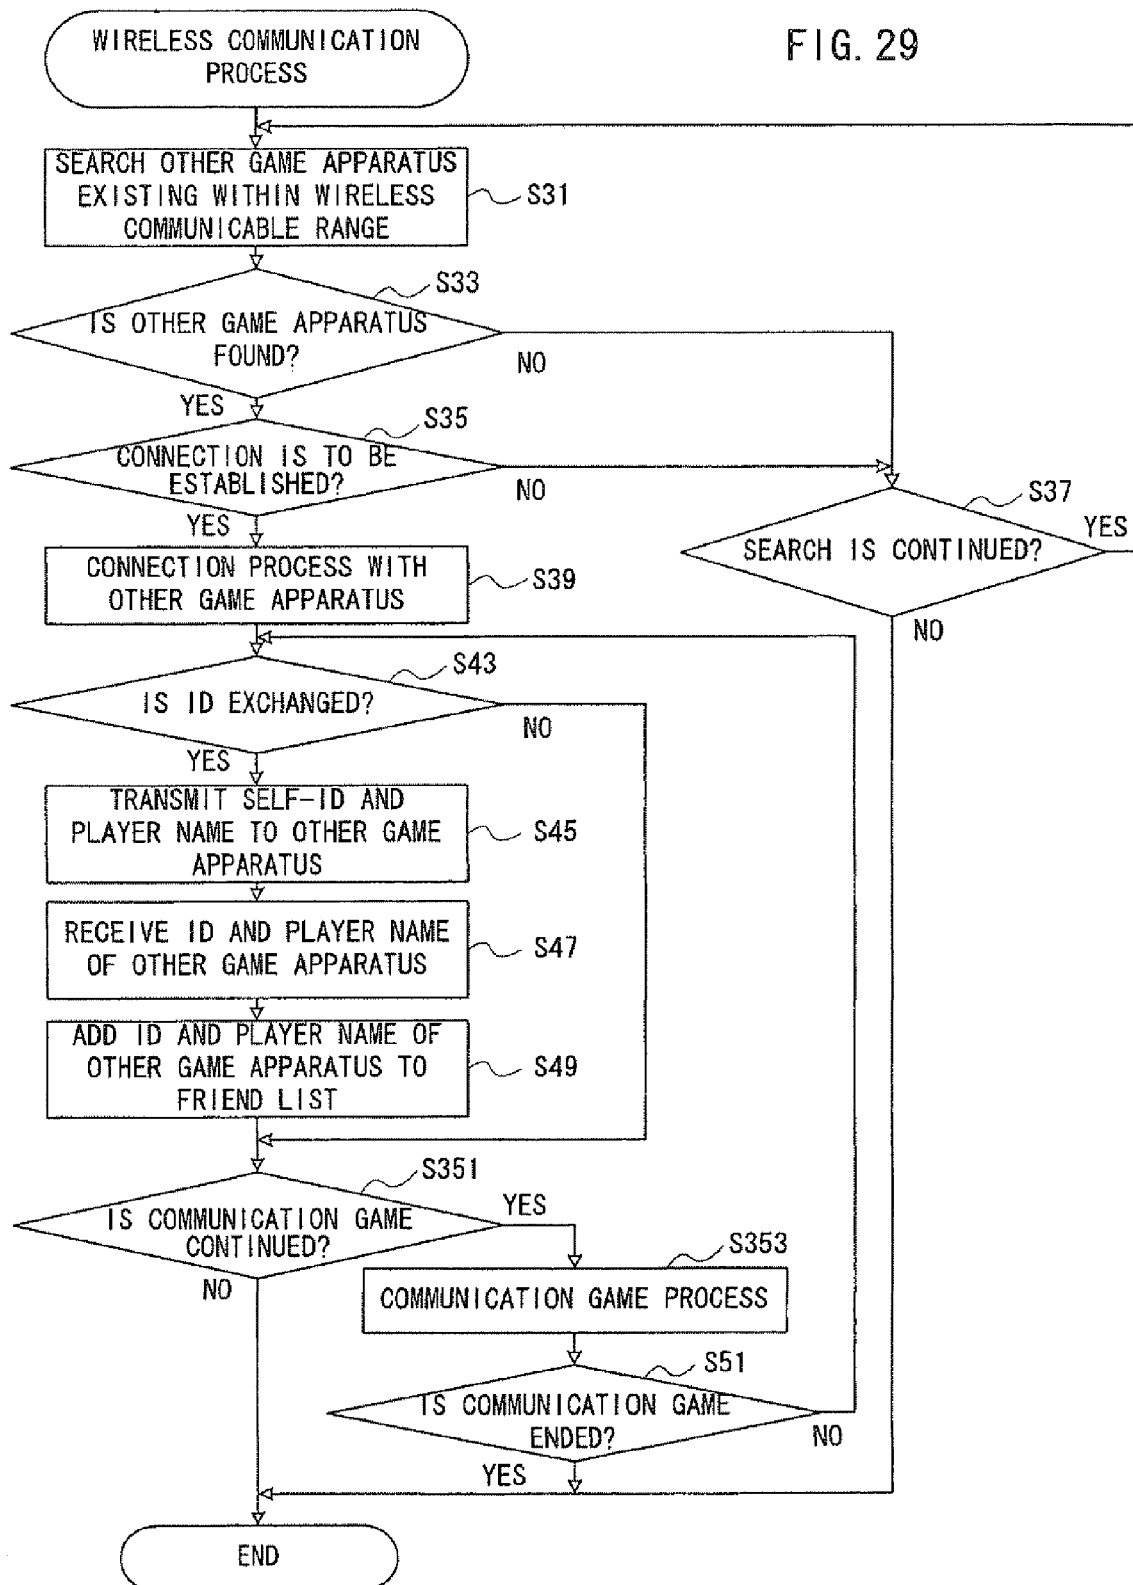 WIRELESS COMMUNICATION
PROCESS
FIG. 29
SEARCH OTHER GAME APPARATUS
EXISTING WITHIN WIRELESS
COMMUNICABLE RANGE
S31
S33
IS OTHER GAME APPARATUS
FOUND?
NO
YES
S35
CONNECTION IS TO BE
ESTABLISHED?
NO
YES
S37
SEARCH IS CONTINUED?
YES
NO
CONNECTION PROCESS WITH
OTHER GAME APPARATUS
S39
S43
IS ID EXCHANGED?
NO
YES
TRANSMIT SELF-ID AND
PLAYER NAME TO OTHER GAME
APPARATUS
S45
RECEIVE ID AND PLAYER NAME
OF OTHER GAME APPARATUS
S47
ADD ID AND PLAYER NAME OF
OTHER GAME APPARATUS TO
FRIEND LIST
S49
S351
IS COMMUNICATION GAME
CONTINUED?
YES
NO
S353
COMMUNICATION GAME PROCESS
S51
IS COMMUNICATION GAME
ENDED?
NO
YES
END